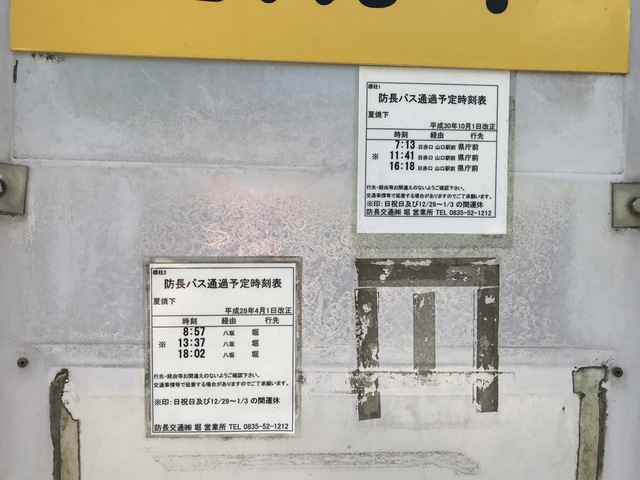 標柱1
防長バス通過予定時刻表
夏焼下
平成30年10月1日改正
時刻 経由 行先
7:13 日赤口 山口駅前 県庁前
※ 11:41 日赤口 山口駅前 県庁前
16:18 日赤口 山口駅前 県庁前
行先・経由等お間違えのないようご確認下さい。
交通事情等で延着する場合がありますのでご了承願います。
※印:日祝日及び12/29~1/3 の間運休
防長交通㈱ 堀 営業所 TEL 0835-52-1212
標柱2
防長バス通過予定時刻表
夏焼下
平成28年4月1日改正
時刻 経由 行先
8:57 八坂 堀
※ 13:37 八坂 堀
18:02 八坂 堀
行先・経由等お間違えのないようご確認下さい。
交通事情等で延着する場合がありますのでご了承願います。
※印:日祝日及び12/29~1/3 の間運休
防長交通㈱ 堀 営業所 TEL 0835-52-1212